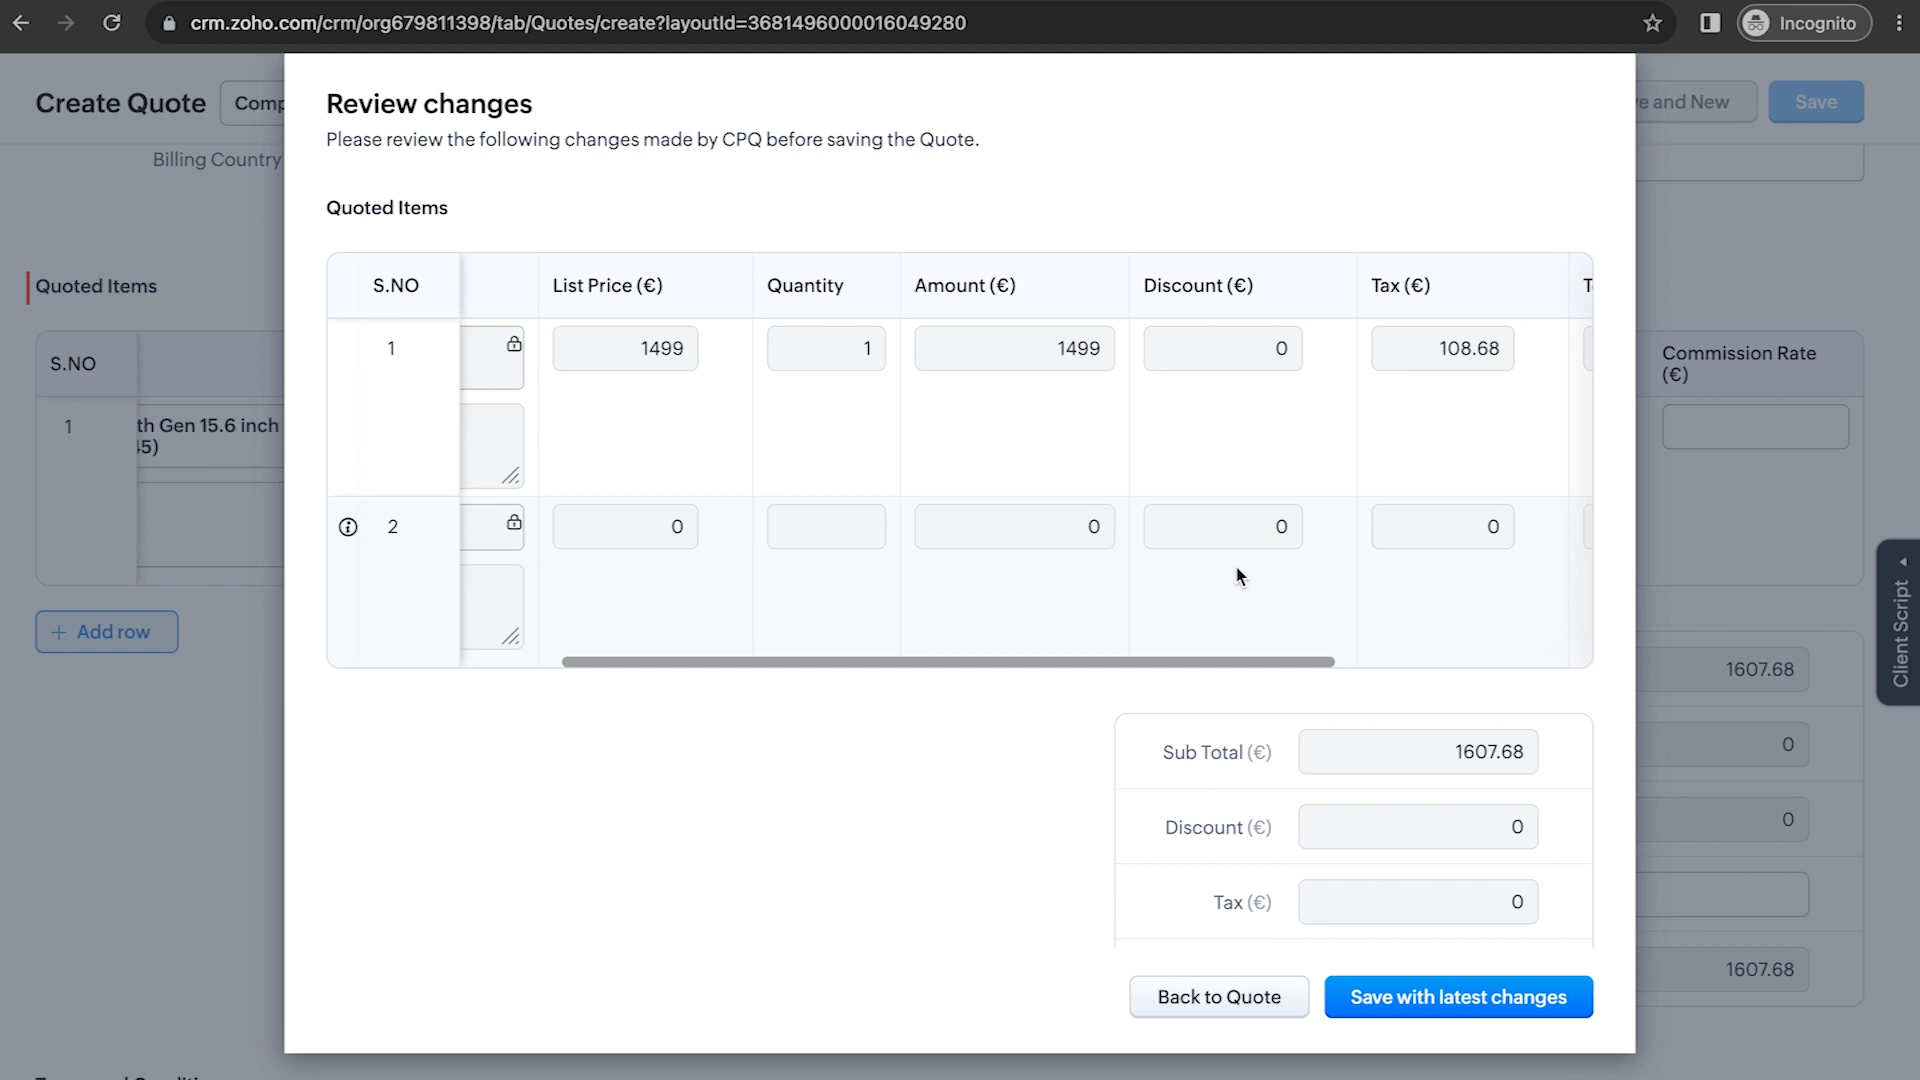 crm.zoho.com/crm/org679811398/tab/Quotes/create?layoutId=3681496000016049280
Incognito
Create Quote
Comp
e and New
Save
Billing Country
Review changes
Please review the following changes made by CPQ before saving the Quote.
Quoted Items
Quoted Items
S.NO
List Price (€)
Quantity
Amount (€)
Discount (€)
Tax (€)
T
1
1499
1
1499
0
108.68
2
0
0
0
0
S.NO
Commission Rate
(€)
1
th Gen 15.6 inch
45)
+ Add row
Client Script
Sub Total (€)
1607.68
Discount (€)
0
Tax (€)
0
1607.68
0
0
1607.68
Back to Quote
Save with latest changes